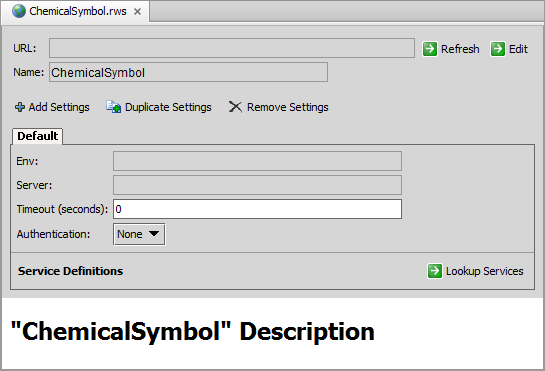 ChemicalSymbol.rws
URL: Refresh Edit
Name: ChemicalSymbol
Add Settings Duplicate Settings Remove Settings
Default
Env:
Server:
Timeout (seconds): 0
Authentication: None
Service Definitions Lookup Services
"ChemicalSymbol" Description